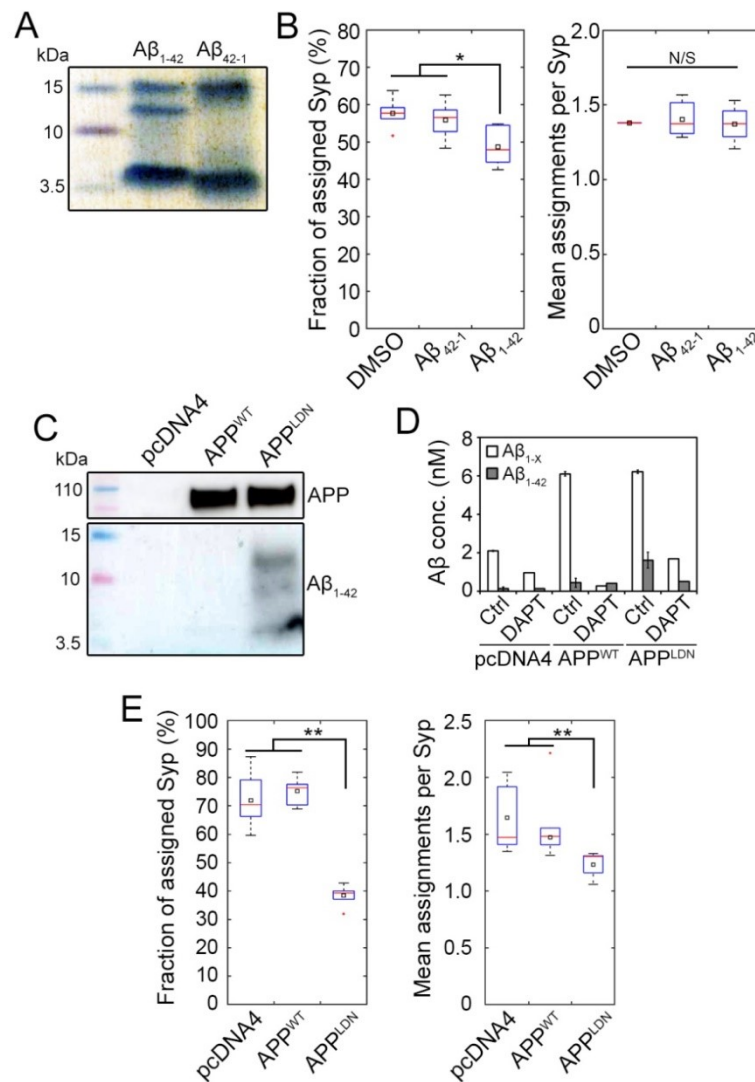 A
kDa
Aβ1-42
Aβ42-1
15
10
3.5
B
Fraction of assigned Syp (%)
80
70
60
50
40
30
20
10
0
*
DMSO
Aβ42-1
Aβ1-42
Mean assignments per Syp
2.0
1.5
1.0
0.5
0
N/S
DMSO
Aβ42-1
Aβ1-42
C
kDa
pcDNA4
APPWT
APPLDN
110
APP
15
10
3.5
Aβ1-42
D
Aβ conc. (nM)
8
6
4
2
0
Aβ1-X
Aβ1-42
Ctrl
DAPT
Ctrl
DAPT
Ctrl
DAPT
pcDNA4
APPWT
APPLDN
E
Fraction of assigned Syp (%)
100
90
80
70
60
50
40
30
20
10
0
**
pcDNA4
APPWT
APPLDN
Mean assignments per Syp
2.5
2.0
1.5
1.0
0.5
0
**
pcDNA4
APPWT
APPLDN